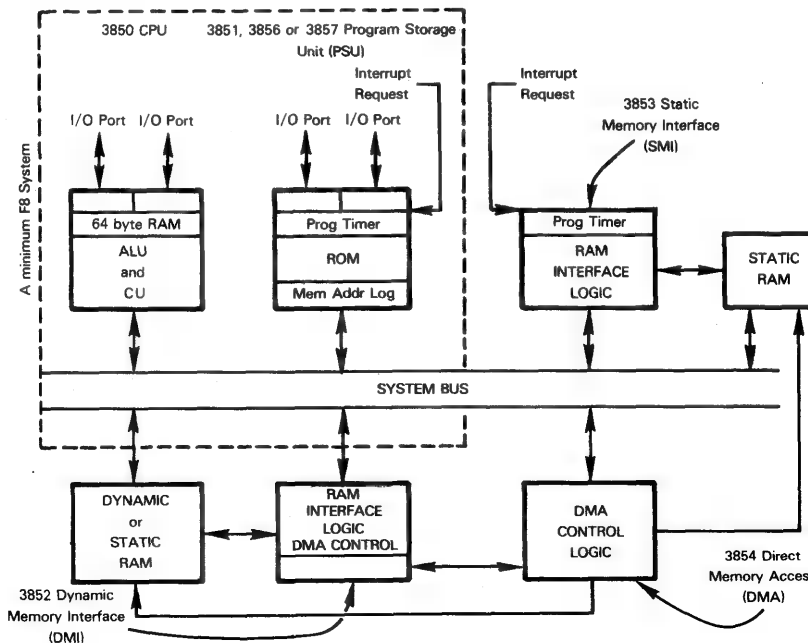 3850 CPU
3851, 3856 or 3857 Program Storage
Unit (PSU)
Interrupt
Request
I/O Port
I/O Port
I/O Port
I/O Port
Interrupt
Request
3853 Static
Memory Interface
(SMI)
A minimum F8 System
64 byte RAM
ALU
and
CU
Prog Timer
ROM
Mem Addr Log
Prog Timer
RAM
INTERFACE
LOGIC
STATIC
RAM
SYSTEM BUS
DYNAMIC
or
STATIC
RAM
RAM
INTERFACE
LOGIC
DMA CONTROL
DMA
CONTROL
LOGIC
3852 Dynamic
Memory Interface
(DMI)
3854 Direct
Memory Access
(DMA)